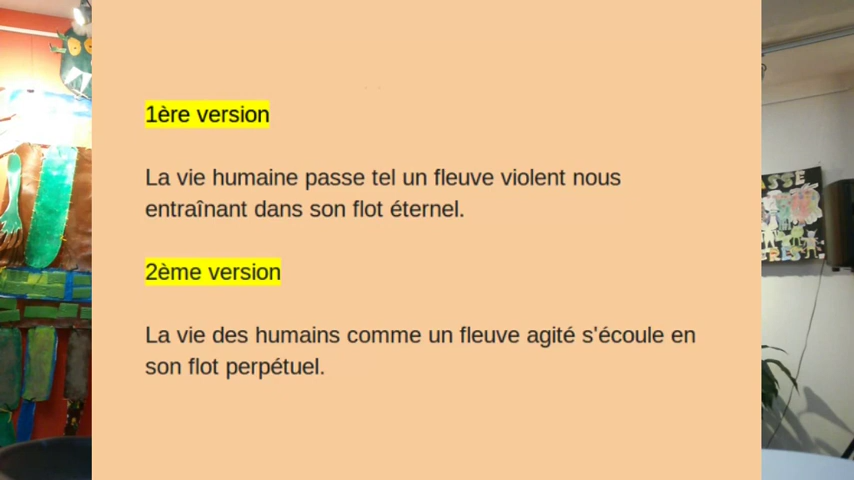 1ère version
La vie humaine passe tel un fleuve violent nous
entraînant dans son flot éternel.
2ème version
La vie des humains comme un fleuve agité s'écoule en
son flot perpétuel.
ASSE